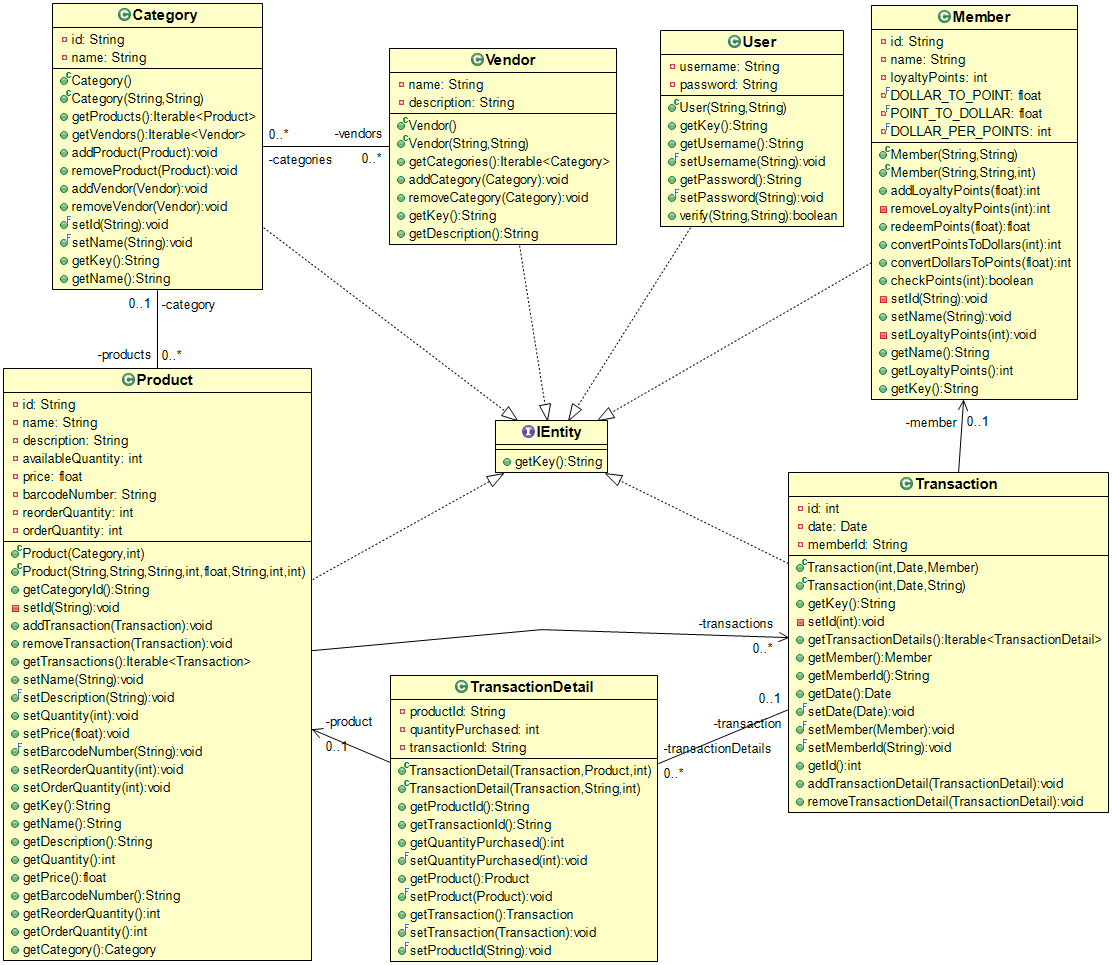 Category
id: String
name: String
Category()
Category(String,String)
getProducts():Iterable<Product>
getVendors():Iterable<Vendor>
addProduct(Product):void
removeProduct(Product):void
addVendor(Vendor):void
removeVendor(Vendor):void
setId(String):void
setName(String):void
getKey():String
getName():String
0..* -vendors
-categories 0..*
Vendor
name: String
description: String
Vendor()
Vendor(String,String)
getCategories():Iterable<Category>
addCategory(Category):void
removeCategory(Category):void
getKey():String
getDescription():String
User
username: String
password: String
User(String,String)
getKey():String
getUsername():String
setUsername(String):void
getPassword():String
setPassword(String):void
verify(String,String):boolean
Member
id: String
name: String
loyaltyPoints: int
DOLLAR_TO_POINT: float
POINT_TO_DOLLAR: float
DOLLAR_PER_POINTS: int
Member(String,String)
Member(String,String,int)
addLoyaltyPoints(float):int
removeLoyaltyPoints(int):int
redeemPoints(float):float
convertPointsToDollars(int):int
convertDollarsToPoints(float):int
checkPoints(int):boolean
setId(String):void
setName(String):void
setLoyaltyPoints(int):void
getName():String
getLoyaltyPoints():int
getKey():String
0..1 -category
-products 0..*
Product
id: String
name: String
description: String
availableQuantity: int
price: float
barcodeNumber: String
reorderQuantity: int
orderQuantity: int
Product(Category,int)
Product(String,String,String,int,float,String,int,int)
getCategoryId():String
setId(String):void
addTransaction(Transaction):void
removeTransaction(Transaction):void
getTransactions():Iterable<Transaction>
setName(String):void
setDescription(String):void
setQuantity(int):void
setPrice(float):void
setBarcodeNumber(String):void
setReorderQuantity(int):void
setOrderQuantity(int):void
getKey():String
getName():String
getDescription():String
getQuantity():int
getPrice():float
getBarcodeNumber():String
getReorderQuantity():int
getOrderQuantity():int
getCategory():Category
IEntity
getKey():String
-member 0..1
Transaction
id: int
date: Date
memberId: String
Transaction(int,Date,Member)
Transaction(int,Date,String)
getKey():String
setId(int):void
getTransactionDetails():Iterable<TransactionDetail>
getMember():Member
getMemberId():String
getDate():Date
setDate(Date):void
setMember(Member):void
setMemberId(String):void
getId():int
addTransactionDetail(TransactionDetail):void
removeTransactionDetail(TransactionDetail):void
-transactions
0..*
0..1
-transaction
-transactionDetails
0..*
-product
0..1
TransactionDetail
productId: String
quantityPurchased: int
transactionId: String
TransactionDetail(Transaction,Product,int)
TransactionDetail(Transaction,String,int)
getProductId():String
getTransactionId():String
getQuantityPurchased():int
setQuantityPurchased(int):void
getProduct():Product
setProduct(Product):void
getTransaction():Transaction
setTransaction(Transaction):void
setProductId(String):void